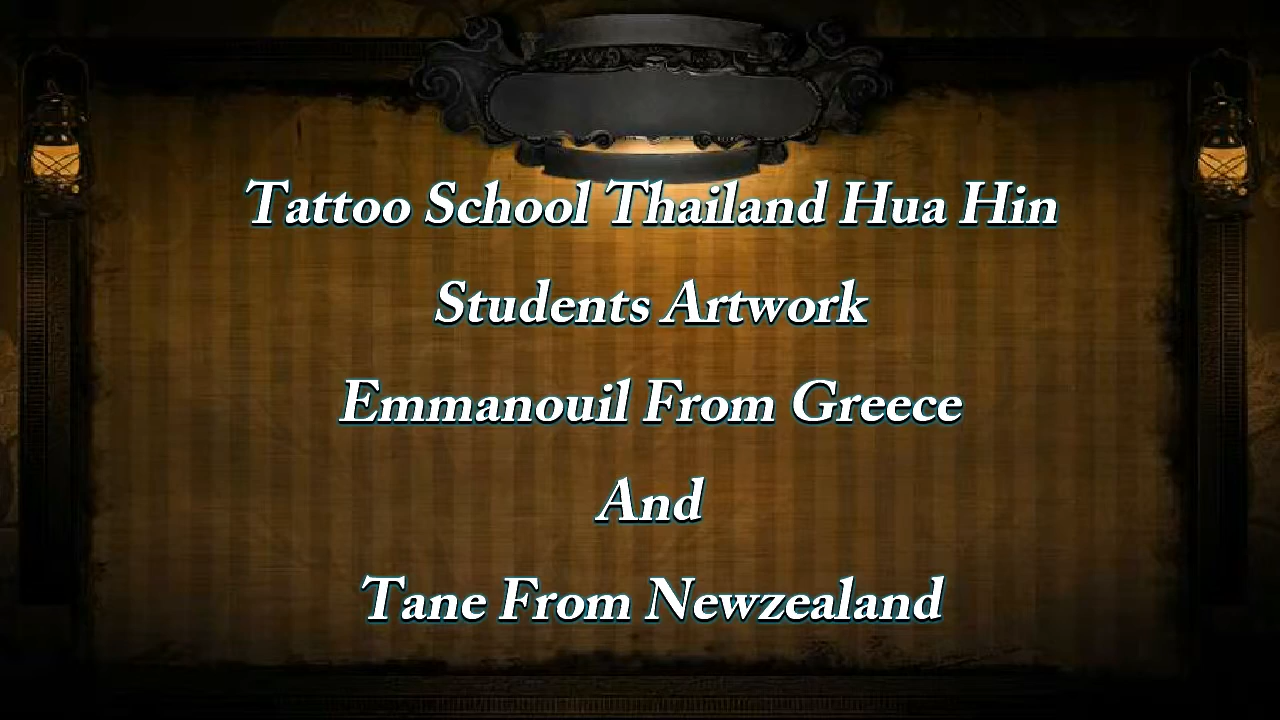 Tattoo School Thailand Hua Hin
Students Artwork
Emmanouil From Greece
And
Tane From Newzealand